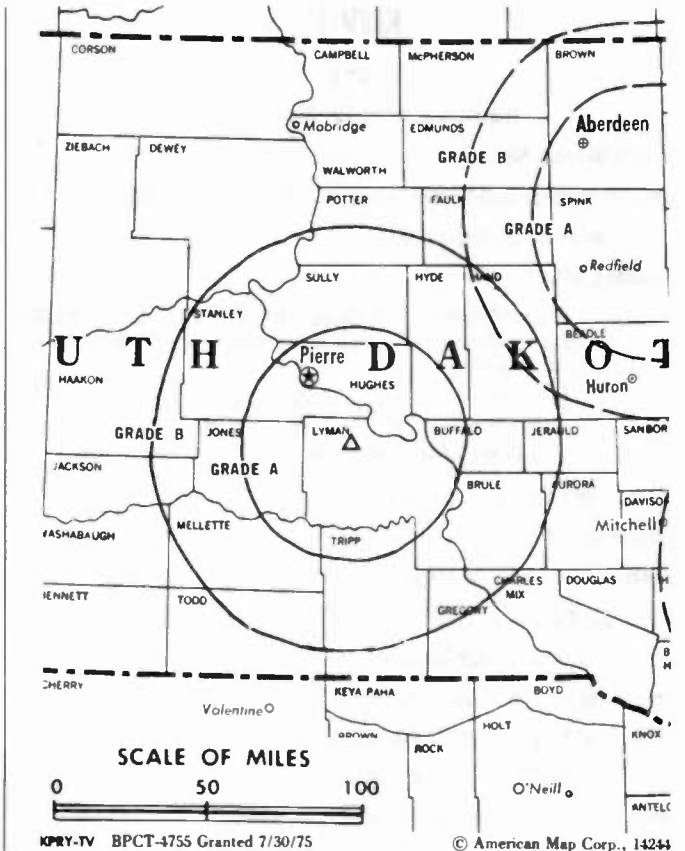 CORSON CAMPBELL McPHERSON BROWN
Mobridge EDMUNDS Aberdeen
ZIEBACH DEWEY GRADE B
WALWORTH
POTTER FAULK SPINK
GRADE A
Redfield
SULLY HYDE HAND
STANLEY
BEADLE
U T H D A K O T
Pierre
HAAKON HUGHES Huron
GRADE B JONES LYMAN BUFFALO JERAULD SANBOR
JACKSON GRADE A
BRULE AURORA
DAVISO
MELLETTE Mitchell
VASHABAUGH TRIPP
CHARLES DOUGLAS H
MIX
ENNETT TODD
GREGORY
B
H
CHERRY KEYA PAHA BOYD
Valentine
BROWN HOLT KNOX
ROCK
SCALE OF MILES
0 50 100
O'Neill
ANTELO
KPRY-TV BPCT-4755 Granted 7/30/75 © American Map Corp., 14244